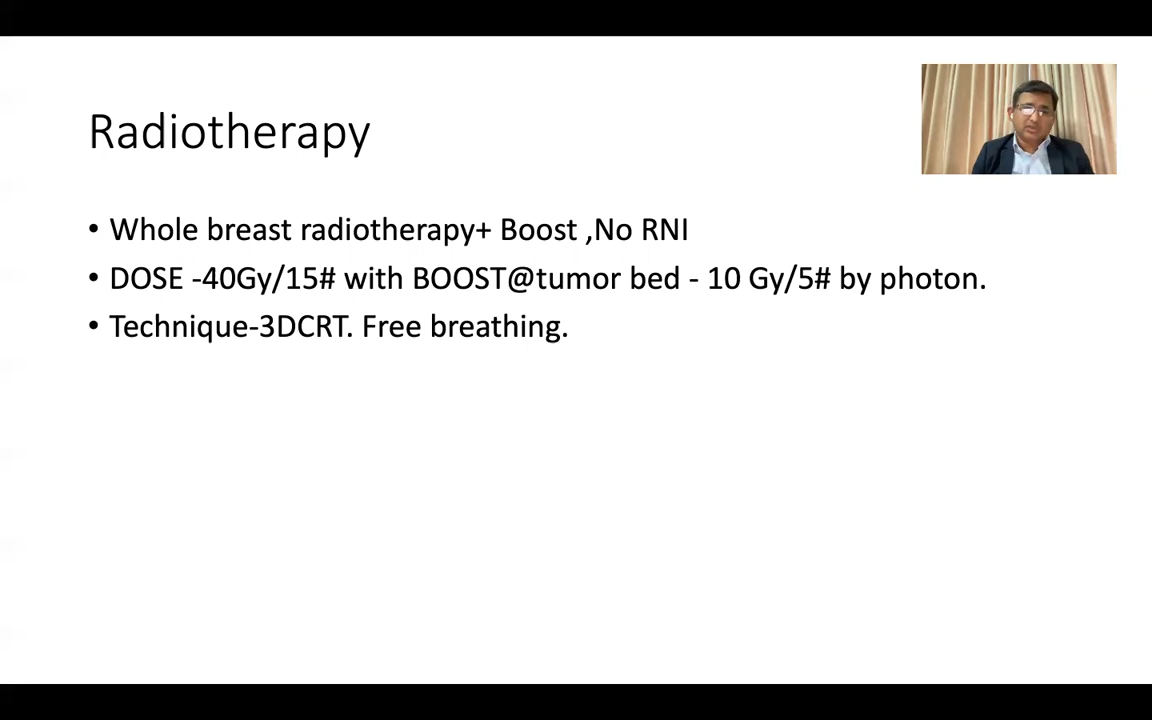 Radiotherapy
• Whole breast radiotherapy+ Boost ,No RNI
• DOSE -40Gy/15# with BOOST@tumor bed - 10 Gy/5# by photon.
• Technique-3DCRT. Free breathing.